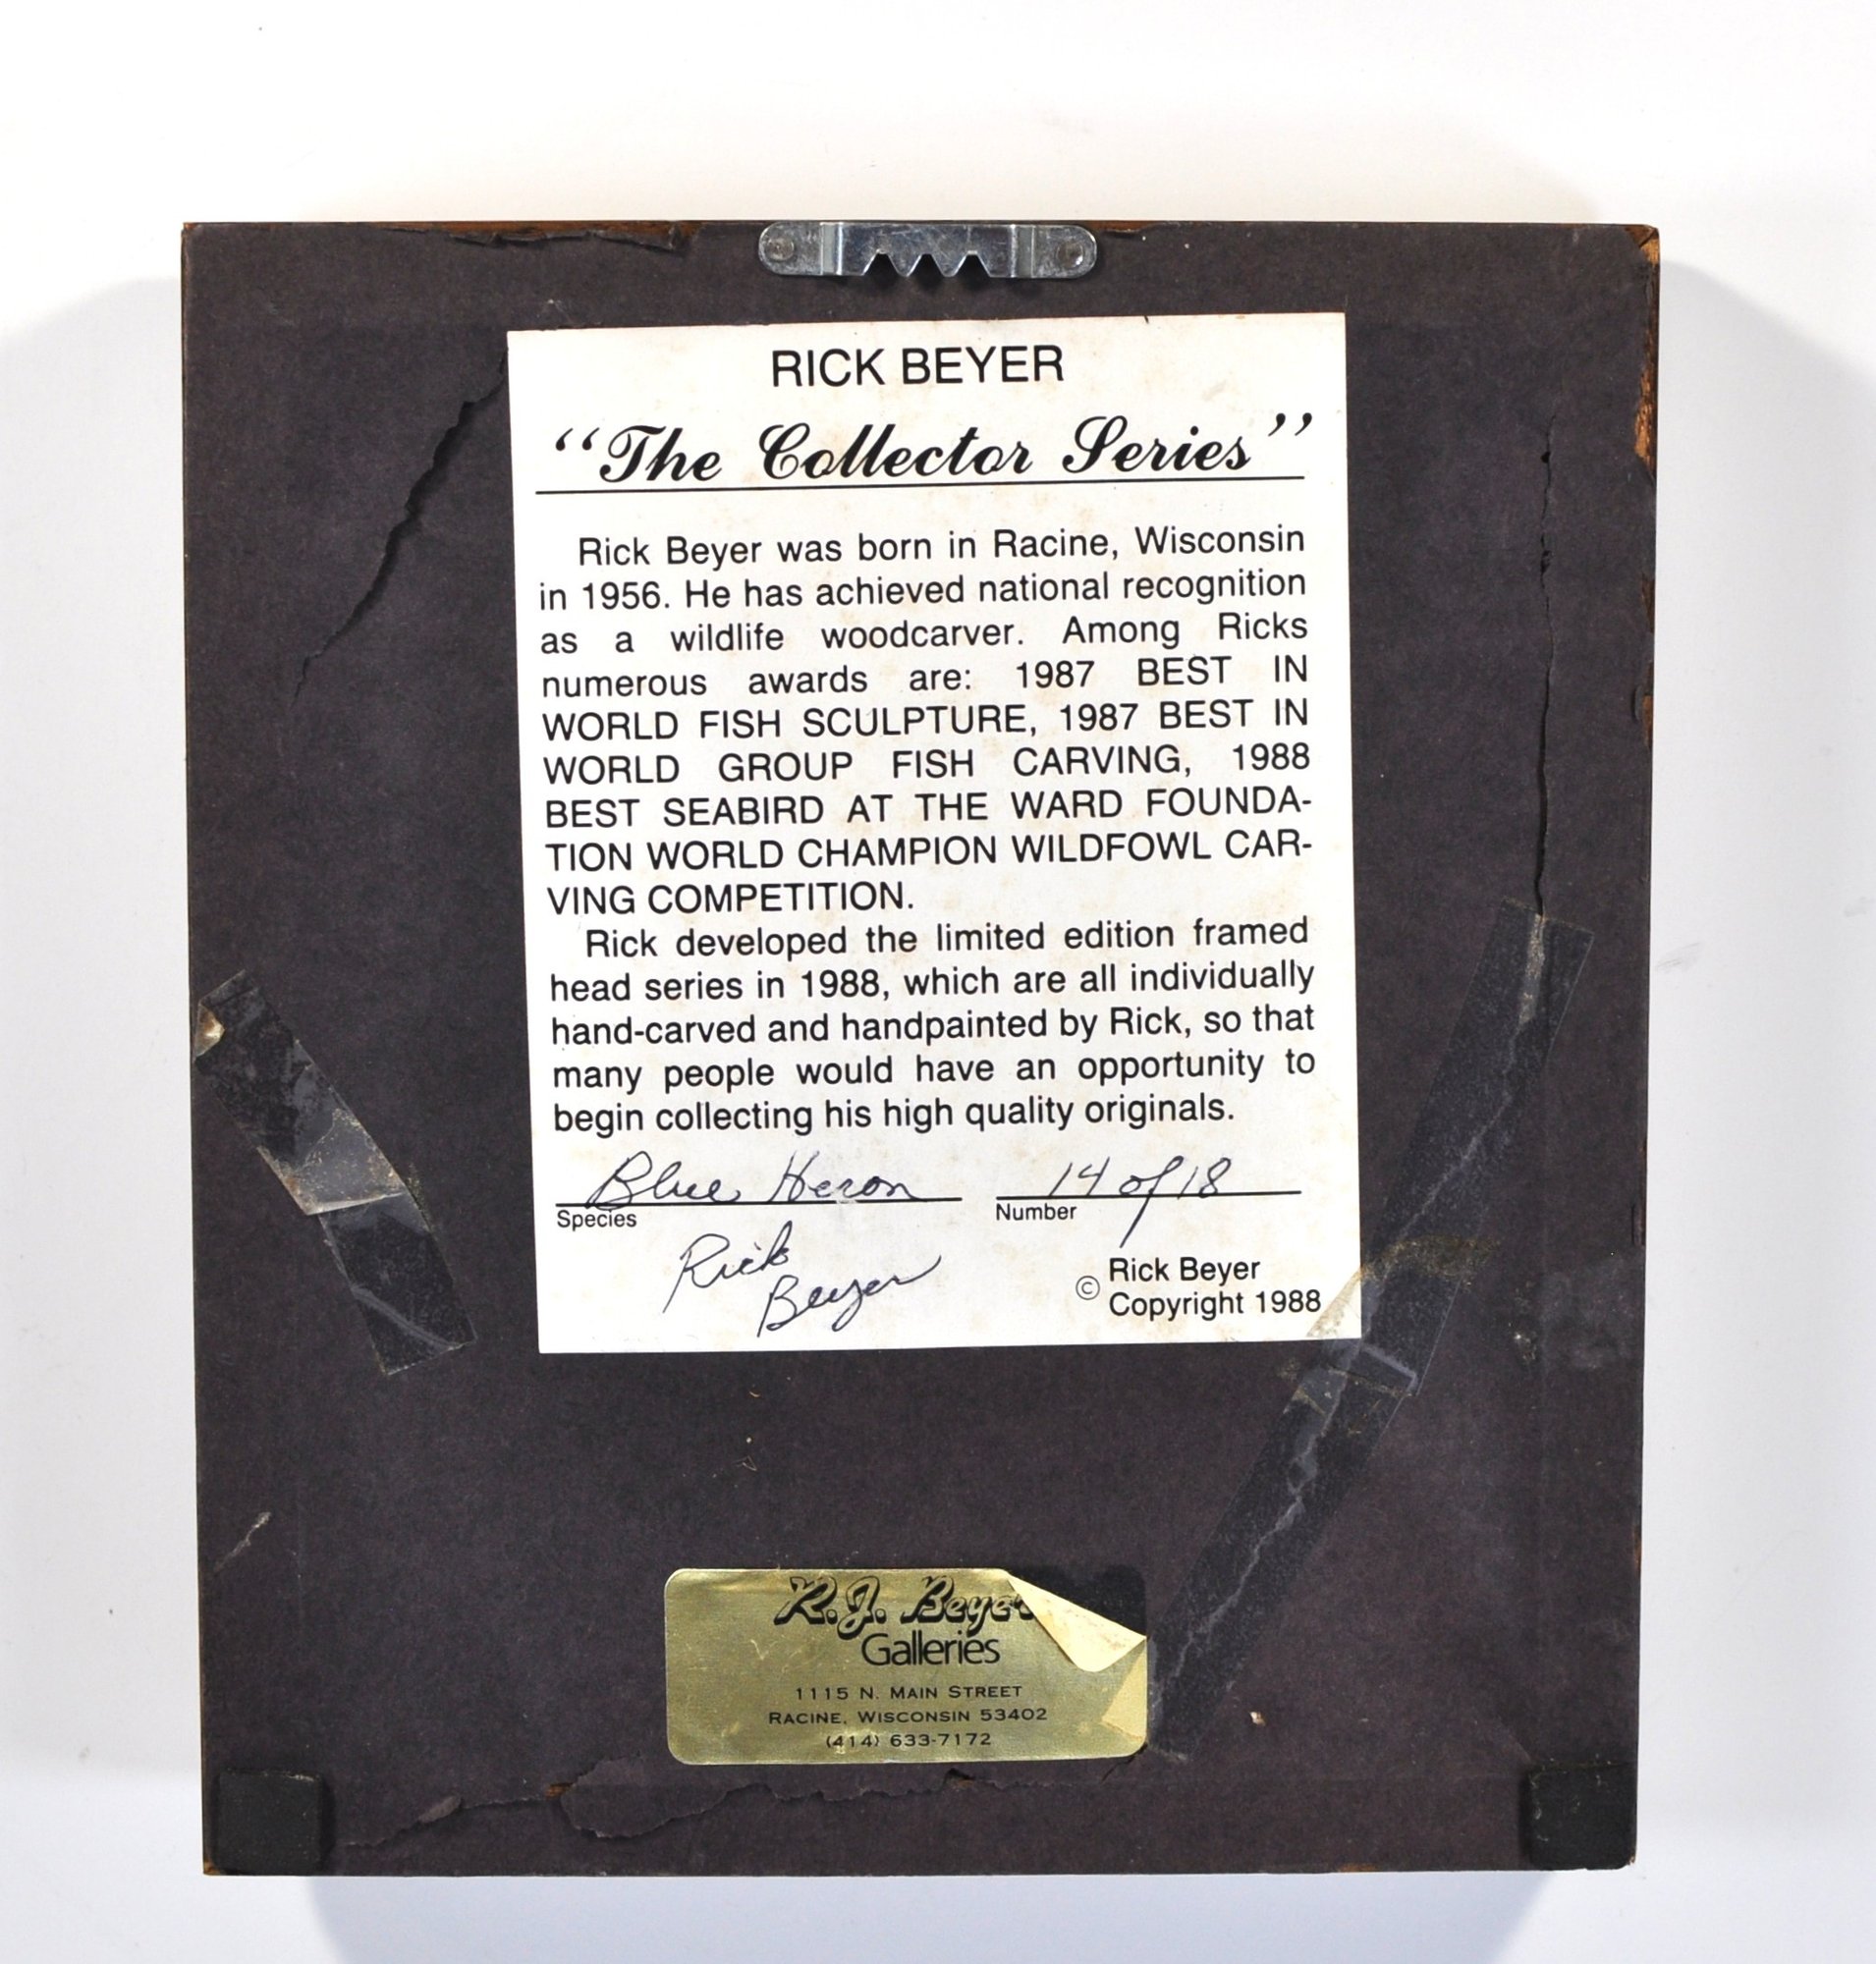 RICK BEYER
“The Collector Series”
Rick Beyer was born in Racine, Wisconsin
in 1956. He has achieved national recognition
as a wildlife woodcarver. Among Ricks
numerous awards are: 1987 BEST IN
WORLD FISH SCULPTURE, 1987 BEST IN
WORLD GROUP FISH CARVING, 1988
BEST SEABIRD AT THE WARD FOUNDA-
TION WORLD CHAMPION WILDFOWL CAR-
VING COMPETITION.
Rick developed the limited edition framed
head series in 1988, which are all individually
hand-carved and handpainted by Rick, so that
many people would have an opportunity to
begin collecting his high quality originals.
Blue Heron 14 of 18
Species Number
Rick
Beyer
© Rick Beyer
Copyright 1988
R.J. Beyer
Galleries
1115 N. MAIN STREET
RACINE, WISCONSIN 53402
(414) 633-7172